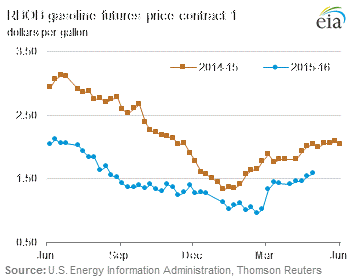 RBOB gasoline futures price contract 1
dollars per gallon
eia
3.50
2014-15
2015-16
2.50
1.50
0.50
Jun
Sep
Dec
Mar
Jun
Source: U.S. Energy Information Administration, Thomson Reuters